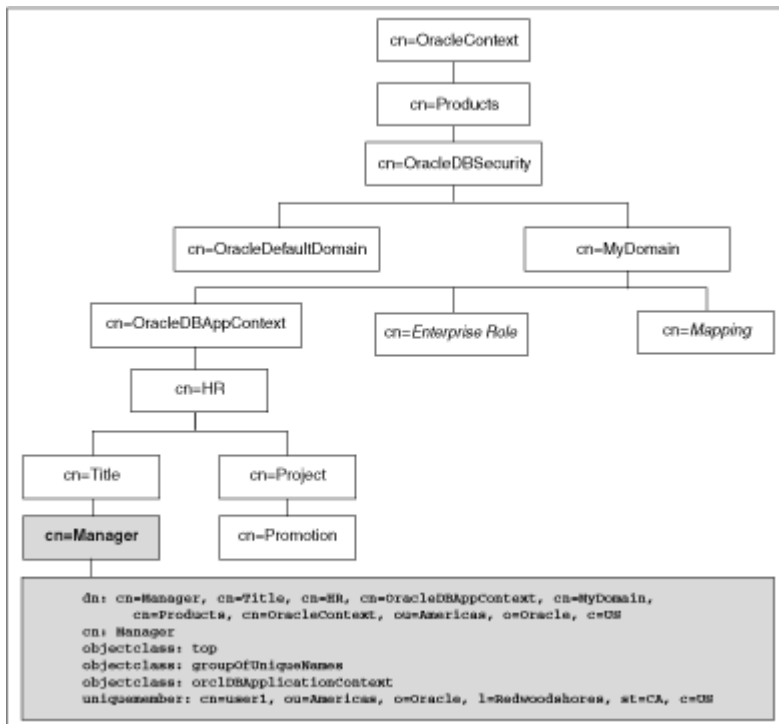 cn=OracleContext
cn=Products
cn=OracleDBSecurity
cn=OracleDefaultDomain
cn=MyDomain
cn=OracleDBAppContext
cn=Enterprise Role
cn=Mapping
cn=HR
cn=Title
cn=Project
cn=Manager
cn=Promotion
dn: cn=Manager, cn=Title, cn=HR, cn=OracleDBAppContext, cn=MyDomain,
cn=Products, cn=OracleContext, ou=Americas, o=Oracle, c=US
cn: Manager
objectclass: top
objectclass: groupOfUniqueNames
objectclass: orclDBApplicationContext
uniquemember: cn=user1, ou=Americas, o=Oracle, l=Redwoodshores, st=CA, c=US